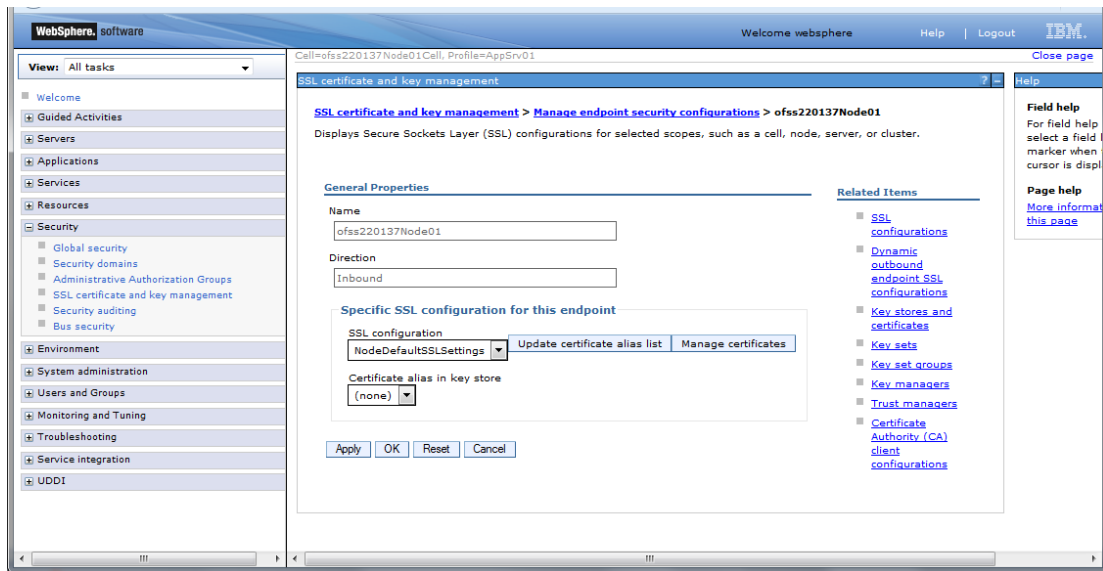 WebSphere. software
Welcome websphere
Help | Logout
IBM.
View: All tasks
Welcome
Guided Activities
Servers
Applications
Services
Resources
Security
Global security
Security domains
Administrative Authorization Groups
SSL certificate and key management
Security auditing
Bus security
Environment
System administration
Users and Groups
Monitoring and Tuning
Troubleshooting
Service integration
UDDI
Cell=ofss220137Node01Cell, Profile=AppSrv01
Close page
SSL certificate and key management
? -
SSL certificate and key management > Manage endpoint security configurations > ofss220137Node01
Displays Secure Sockets Layer (SSL) configurations for selected scopes, such as a cell, node, server, or cluster.
General Properties
Name
ofss220137Node01
Direction
Inbound
Specific SSL configuration for this endpoint
SSL configuration
NodeDefaultSSLSettings
Update certificate alias list
Manage certificates
Certificate alias in key store
(none)
Apply
OK
Reset
Cancel
Related Items
SSL
configurations
Dynamic
outbound
endpoint SSL
configurations
Key stores and
certificates
Key sets
Key set groups
Key managers
Trust managers
Certificate
Authority (CA)
client
configurations
Help
Field help
For field help
select a field
marker when
cursor is displ
Page help
More informat
this page